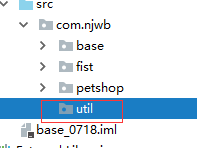 src
com.njwb
base
fist
petshop
util
base_0718.iml